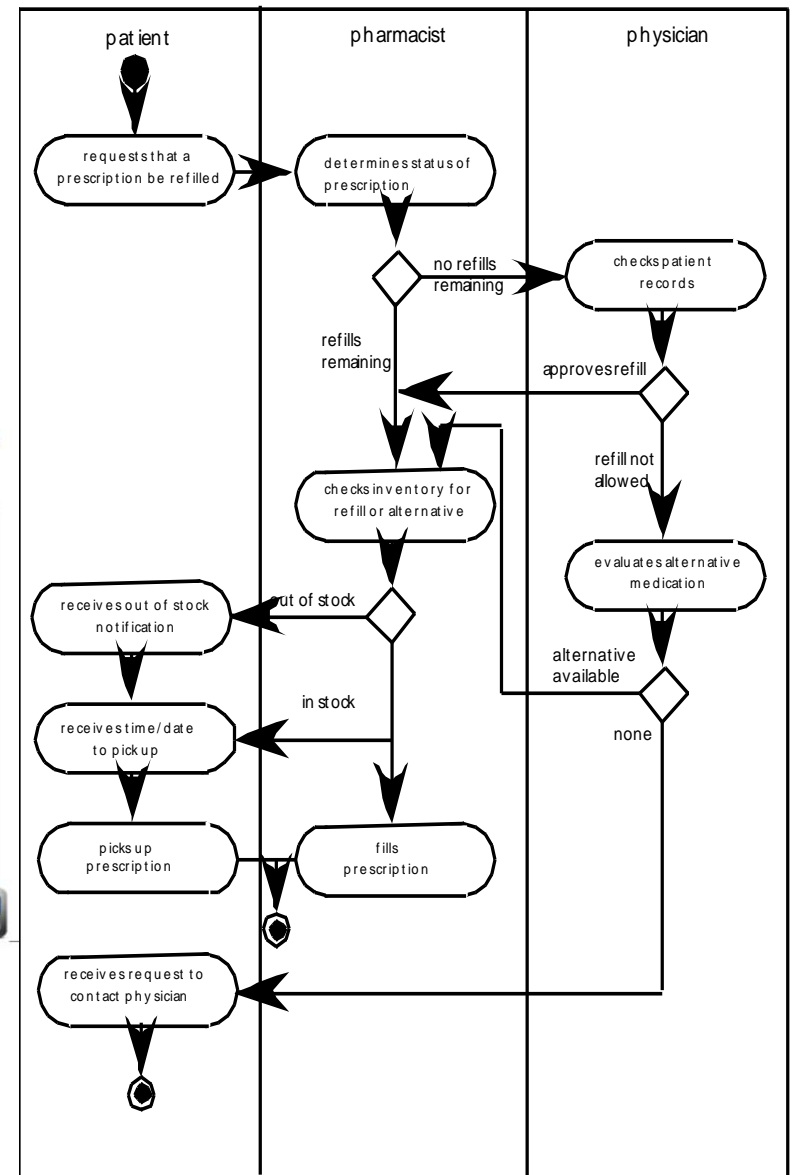 patient
pharmacist
physician
requests that a
prescription be refilled
determines status of
prescription
no refills
remaining
checks patient
records
refills
remaining
approves refill
refill not
allowed
checks inventory for
refill or alternative
evaluates alternative
medication
receives out of stock
notification
out of stock
alternative
available
none
in stock
receives time/date
to pick up
picks up
prescription
fills
prescription
receives request to
contact physician